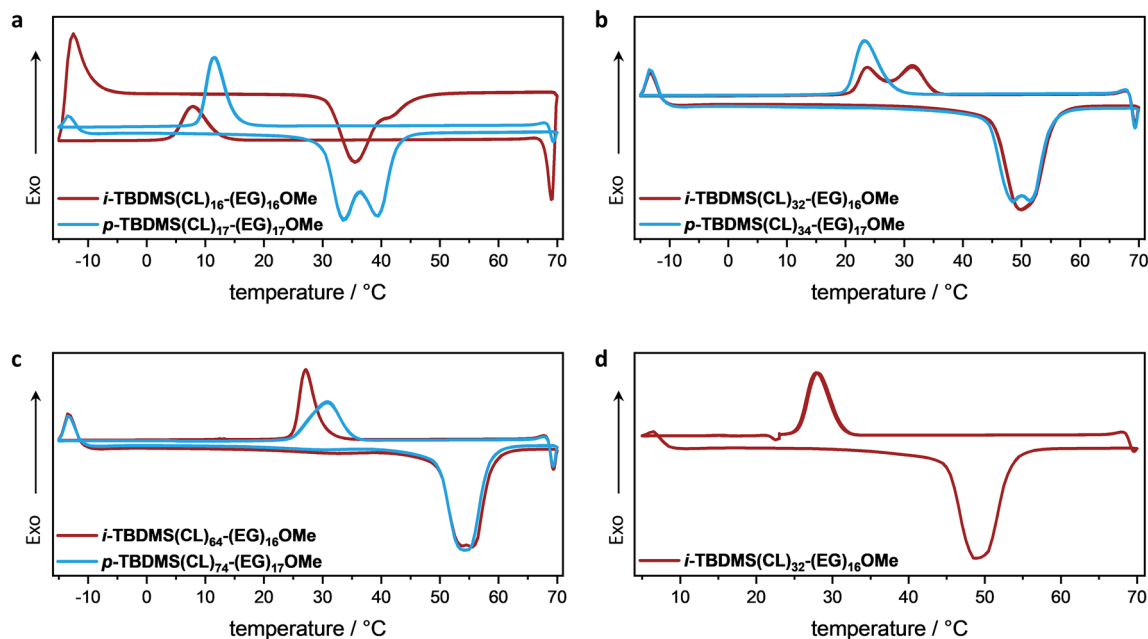 a
Exo
i-TBDMS(CL)₁₆-(EG)₁₆OMe
p-TBDMS(CL)₁₇-(EG)₁₇OMe
-10 0 10 20 30 40 50 60 70
temperature / °C
b
Exo
i-TBDMS(CL)₃₂-(EG)₁₆OMe
p-TBDMS(CL)₃₄-(EG)₁₇OMe
-10 0 10 20 30 40 50 60 70
temperature / °C
c
Exo
i-TBDMS(CL)₆₄-(EG)₁₆OMe
p-TBDMS(CL)₇₄-(EG)₁₇OMe
-10 0 10 20 30 40 50 60 70
temperature / °C
d
Exo
i-TBDMS(CL)₃₂-(EG)₁₆OMe
10 20 30 40 50 60 70
temperature / °C